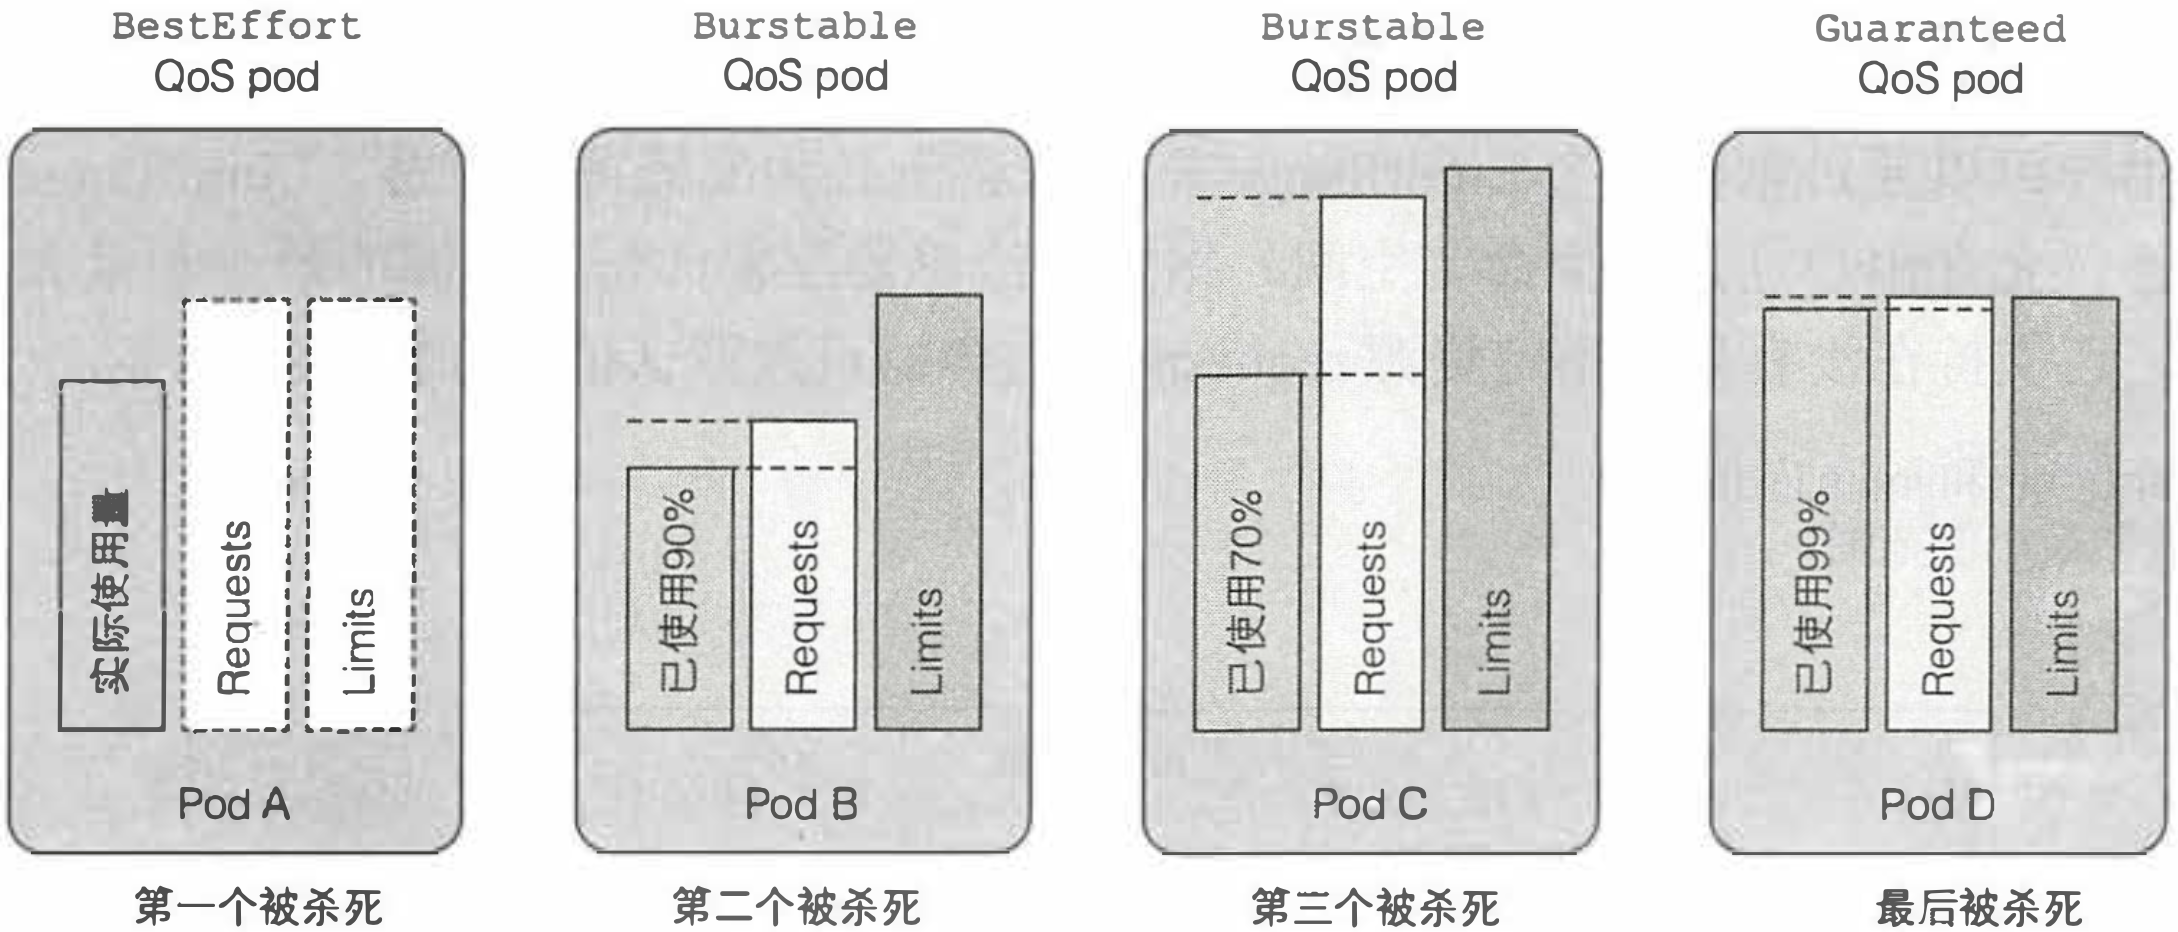 BestEffort
QoS pod
实际使用量
Requests
Limits
Pod A
第一个被杀死
Burstable
QoS pod
已使用90%
Requests
Limits
Pod B
第二个被杀死
Burstable
QoS pod
已使用70%
Requests
Limits
Pod C
第三个被杀死
Guaranteed
QoS pod
已使用99%
Requests
Limits
Pod D
最后被杀死